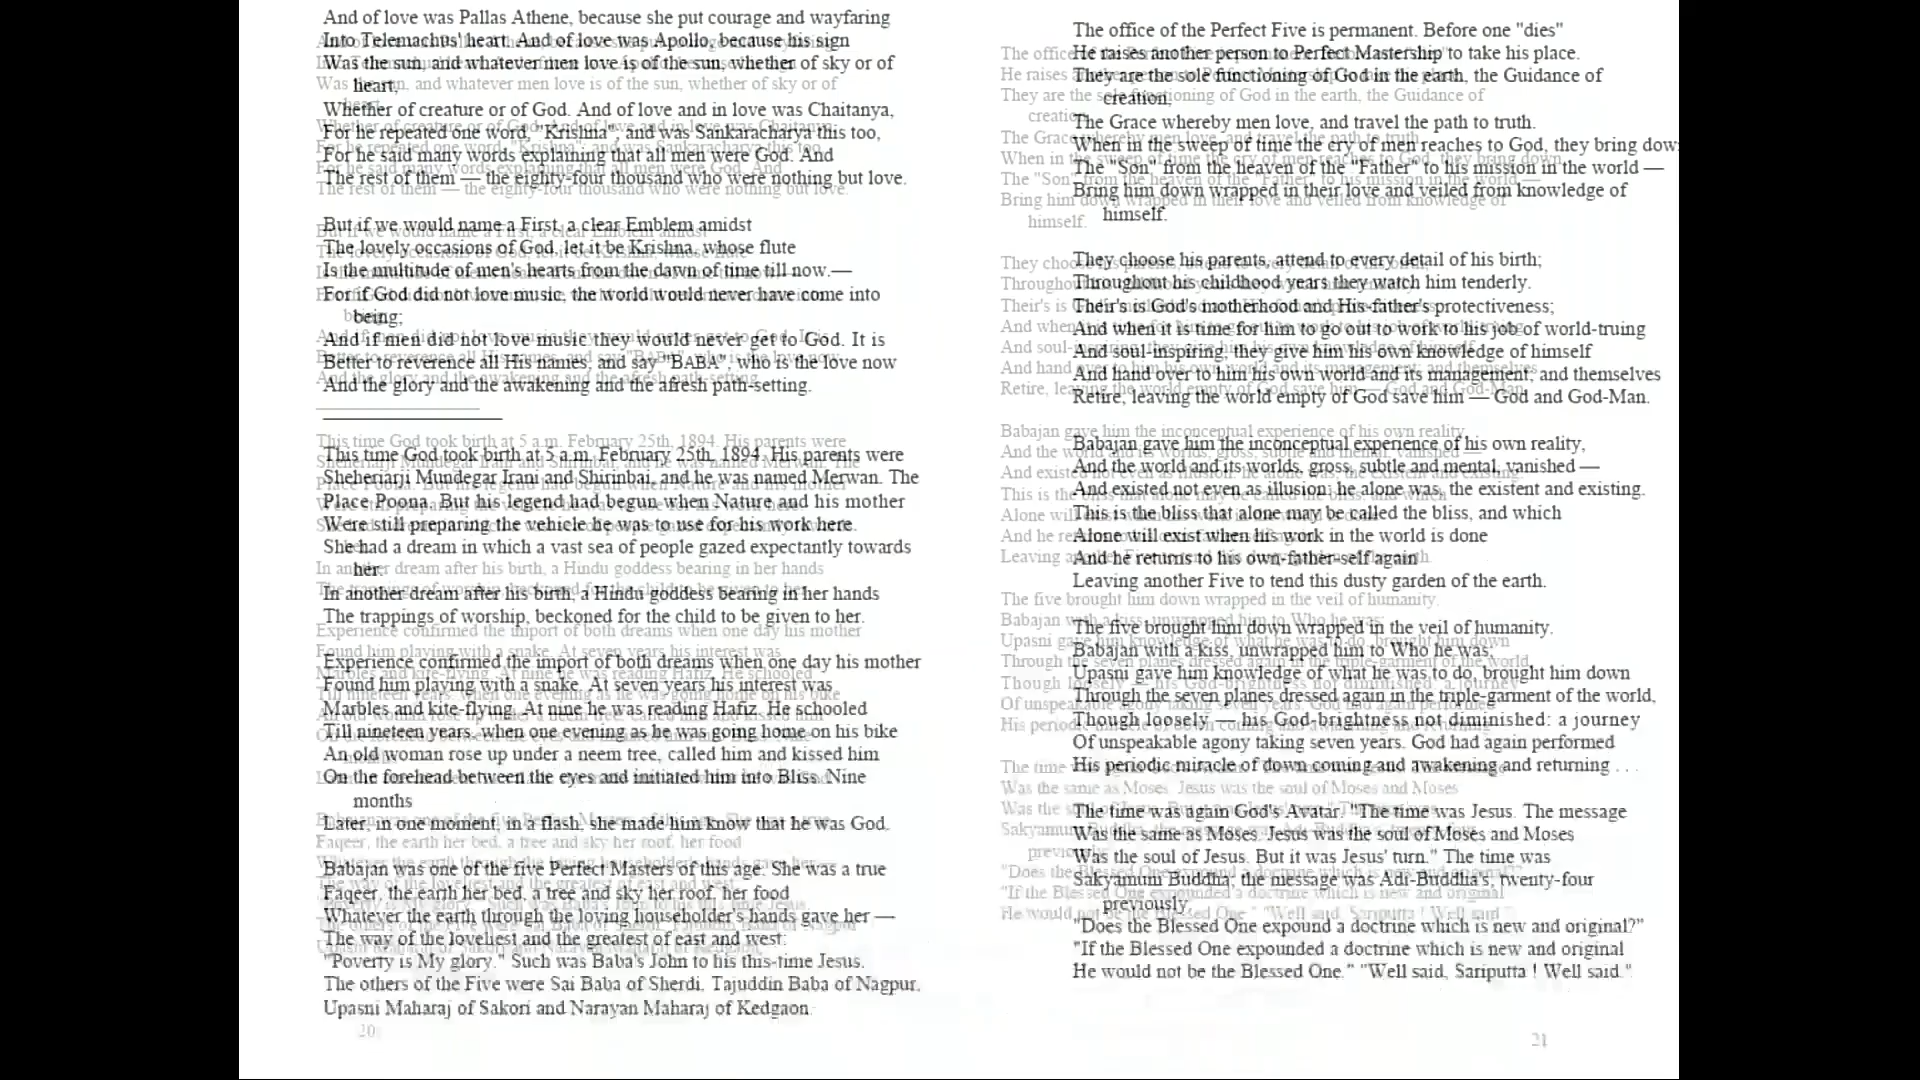 And of love was Pallas Athene, because she put courage and wayfaring
Into Telemachus' heart. And of love was Apollo, because his sign
Was the sun, and whatever men love is of the sun, whether of sky or of
heart,
Whether of creature or of God. And of love and in love was Chaitanya,
For he repeated one word, "Krishna"; and was Sankaracharya this too,
For he said many words explaining that all men were God. And
The rest of them — the eighty-four thousand who were nothing but love.
But if we would name a First, a clear Emblem amidst
The lovely occasions of God, let it be Krishna, whose flute
Is the multitude of men's hearts from the dawn of time till now.—
For if God did not love music, the world would never have come into
being;
And if men did not love music they would never get to God. It is
Better to reverence all His names, and say "BABA", who is the love now
And the glory and the awakening and the afresh path-setting.
This time God took birth at 5 a.m. February 25th, 1894. His parents were
Sheheriarji Mundegar Irani and Shirinbai, and he was named Merwan. The
Place Poona. But his legend had begun when Nature and his mother
Were still preparing the vehicle he was to use for his work here.
She had a dream in which a vast sea of people gazed expectantly towards
her.
In another dream after his birth, a Hindu goddess bearing in her hands
The trappings of worship, beckoned for the child to be given to her.
Experience confirmed the import of both dreams when one day his mother
Found him playing with a snake. At seven years his interest was
Marbles and kite-flying. At nine he was reading Hafiz. He schooled
Till nineteen years, when one evening as he was going home on his bike
An old woman rose up under a neem tree, called him and kissed him
On the forehead between the eyes and initiated him into Bliss. Nine
months
Later, in one moment, in a flash, she made him know that he was God.
Babajan was one of the five Perfect Masters of this age. She was a true
Faqeer, the earth her bed, a tree and sky her roof, her food
Whatever the earth through the loving householder's hands gave her —
The way of the loveliest and the greatest of east and west:
"Poverty is My glory." Such was Baba's John to his this-time Jesus.
The others of the Five were Sai Baba of Sherdi, Tajuddin Baba of Nagpur,
Upasni Maharaj of Sakori and Narayan Maharaj of Kedgaon.
20
The office of the Perfect Five is permanent. Before one "dies"
He raises another person to Perfect Mastership to take his place.
They are the sole functioning of God in the earth, the Guidance of
creation,
The Grace whereby men love, and travel the path to truth.
When in the sweep of time the cry of men reaches to God, they bring down
The "Son" from the heaven of the "Father" to his mission in the world —
Bring him down wrapped in their love and veiled from knowledge of
himself.
They choose his parents, attend to every detail of his birth;
Throughout his childhood years they watch him tenderly.
Their's is God's motherhood and His-father's protectiveness;
And when it is time for him to go out to work to his job of world-truing
And soul-inspiring, they give him his own knowledge of himself
And hand over to him his own world and its management, and themselves
Retire, leaving the world empty of God save him — God and God-Man.
Babajan gave him the inconceptual experience of his own reality,
And the world and its worlds, gross, subtle and mental, vanished —
And existed not even as illusion; he alone was, the existent and existing.
This is the bliss that alone may be called the bliss, and which
Alone will exist when his work in the world is done
And he returns to his own-father-self again
Leaving another Five to tend this dusty garden of the earth.
The five brought him down wrapped in the veil of humanity.
Babajan with a kiss, unwrapped him to Who he was;
Upasni gave him knowledge of what he was to do, brought him down
Through the seven planes dressed again in the triple-garment of the world,
Though loosely — his God-brightness not diminished: a journey
Of unspeakable agony taking seven years. God had again performed
His periodic miracle of down coming and awakening and returning . . .
The time was again God's Avatar. "The time was Jesus. The message
Was the same as Moses. Jesus was the soul of Moses and Moses
Was the soul of Jesus. But it was Jesus' turn." The time was
Sakyamuni Buddha; the message was Adi-Buddha's, twenty-four
previously.
"Does the Blessed One expound a doctrine which is new and original?"
"If the Blessed One expounded a doctrine which is new and original
He would not be the Blessed One." "Well said, Sariputta ! Well said."
21